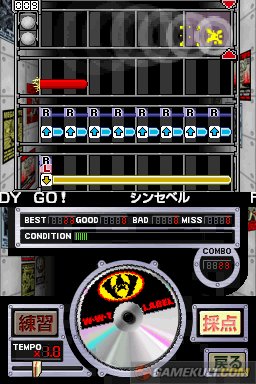 R R R R R R R R
R
L
DY GO! シンセベル
BEST GOOD BAD MISS
CONDITION
COMBO
W-W-Y LABEL
練習
採点
TEMPO
x1.0
戻る
© GAMEKULT.COM